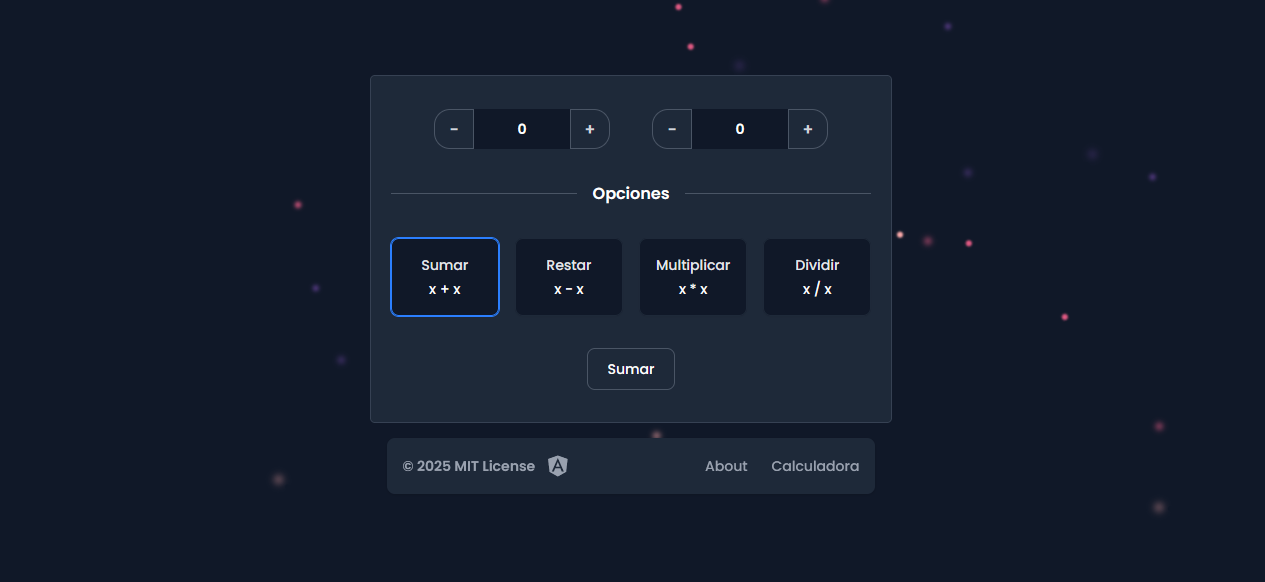 - 0 + - 0 +
Opciones
Sumar Restar Multiplicar Dividir
x + x x - x x * x x / x
Sumar
© 2025 MIT License About Calculadora